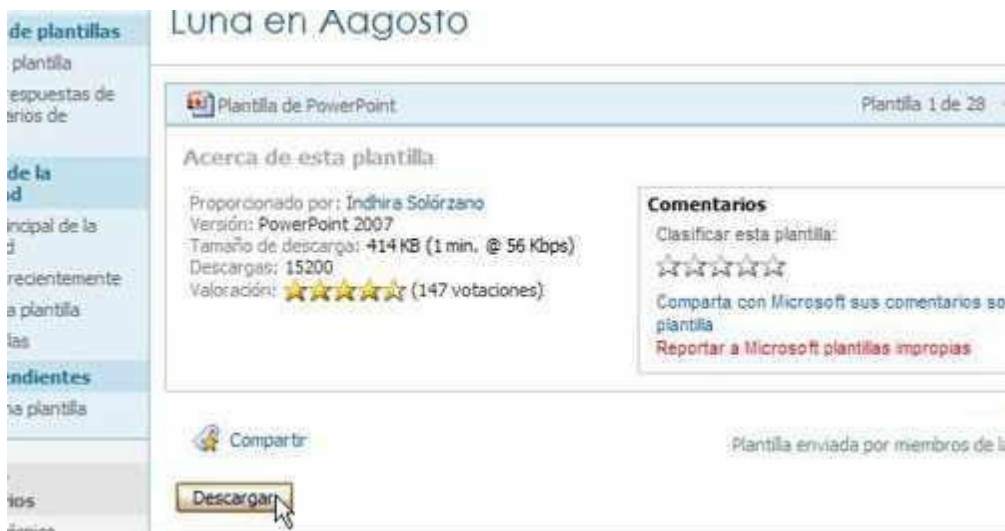 de plantillas
plantilla
espuestas de
arios de
de la
d
ncipal de la
d
recientemente
a plantilla
las
endientes
na plantilla
ios
Luna en Aagosto
Plantilla de PowerPoint
Plantilla 1 de 28
Acerca de esta plantilla
Proporcionado por: Indhira Solórzano
Versión: PowerPoint 2007
Tamaño de descarga: 414 KB (1 min. @ 56 Kbps)
Descargas: 15200
Valoración: (147 votaciones)
Comentarios
Clasificar esta plantilla:
Comparta con Microsoft sus comentarios so
plantilla
Reportar a Microsoft plantillas impropias
Compartir
Plantilla enviada por miembros de la
Descargar